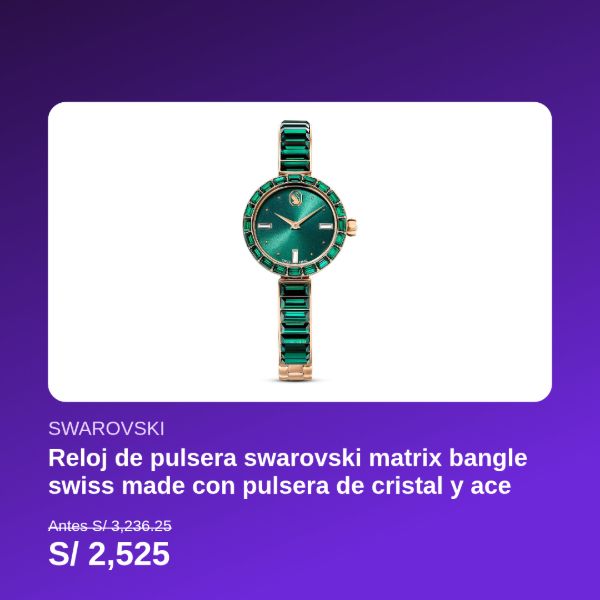 SWAROVSKI
Reloj de pulsera swarovski matrix bangle
swiss made con pulsera de cristal y ace
Antes S/ 3,236.25
S/ 2,525